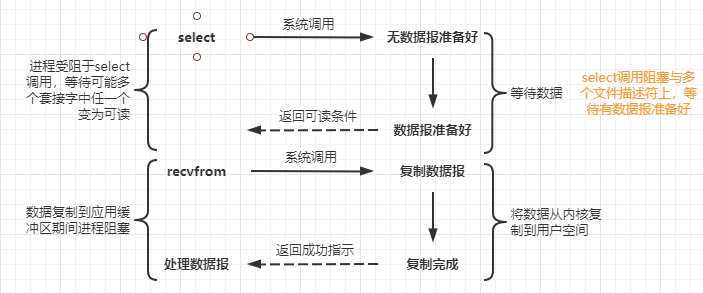 系统调用
select
无数据报准备好
进程受阻于select
调用，等待可能多
个套接字中任一个
变为可读
等待数据
select调用阻塞与多
个文件描述符上，等
待有数据报准备好
返回可读条件
数据报准备好
系统调用
recvfrom
复制数据报
数据复制到应用缓
冲区期间进程阻塞
将数据从内核复
制到用户空间
返回成功指示
处理数据报
复制完成